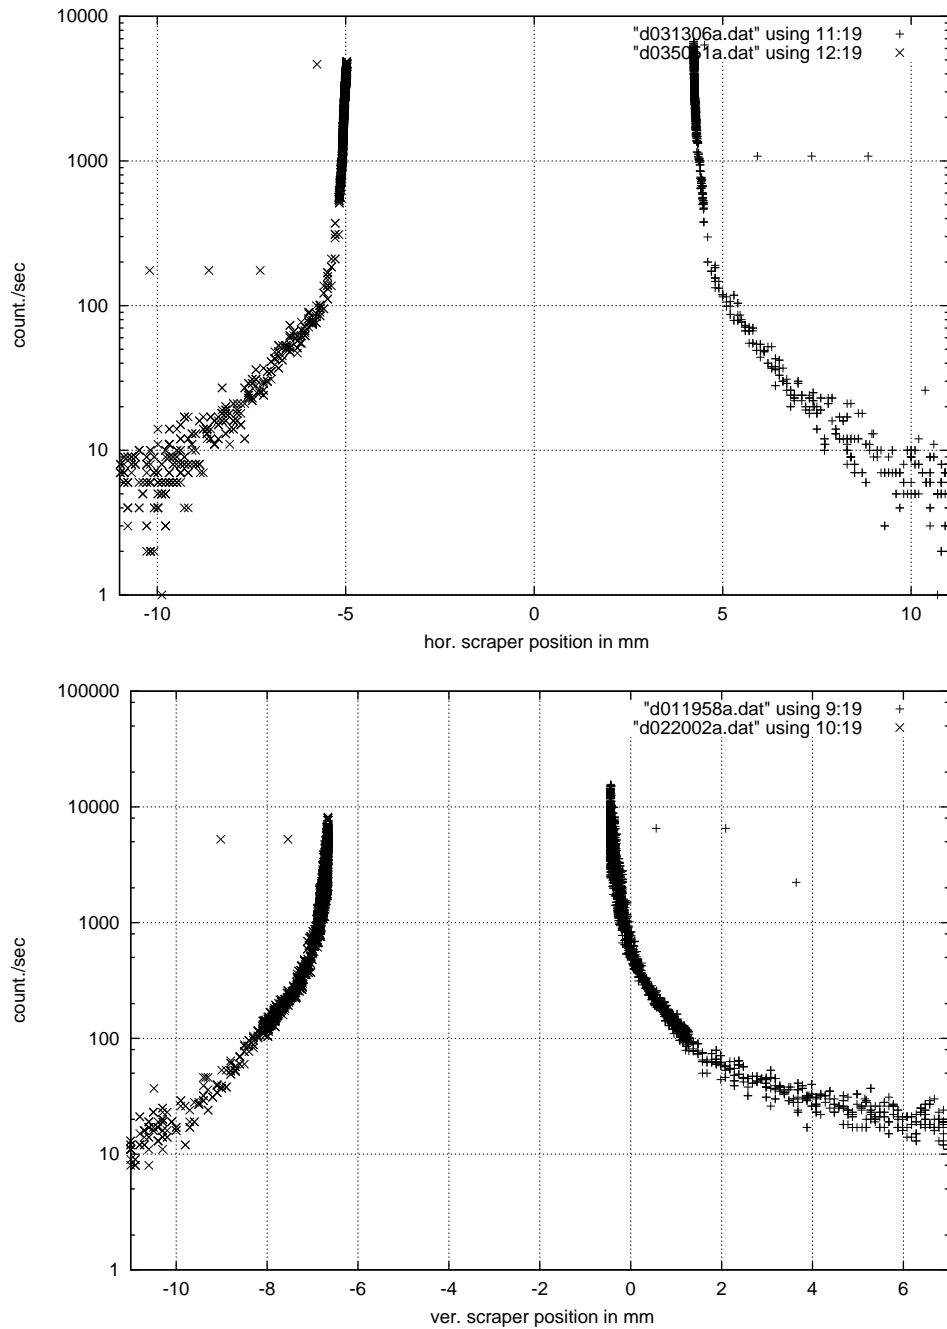 10000
1000
100
10
1
count./sec
"d031306a.dat" using 11:19
"d035051a.dat" using 12:19
-10 -5 0 5 10
hor. scraper position in mm
100000
10000
1000
100
10
1
count./sec
"d011958a.dat" using 9:19
"d022002a.dat" using 10:19
-10 -8 -6 -4 -2 0 2 4 6
ver. scraper position in mm